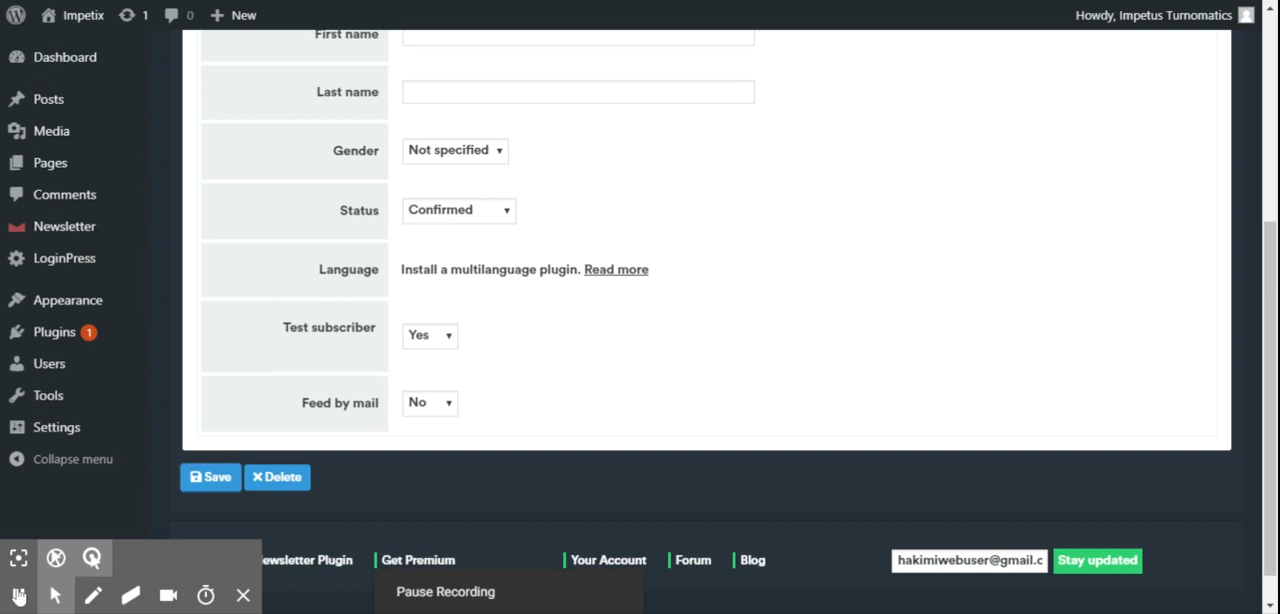 Impetix 1 0 New Howdy, Impetus Turnomatics
Dashboard
Posts
Media
Pages
Comments
Newsletter
LoginPress
Appearance
Plugins 1
Users
Tools
Settings
Collapse menu
First name
Last name
Gender Not specified
Status Confirmed
Language Install a multilanguage plugin. Read more
Test subscriber Yes
Feed by mail No
Save Delete
ewsletter Plugin Get Premium Your Account Forum Blog hakimiwebuser@gmail.c Stay updated
Pause Recording